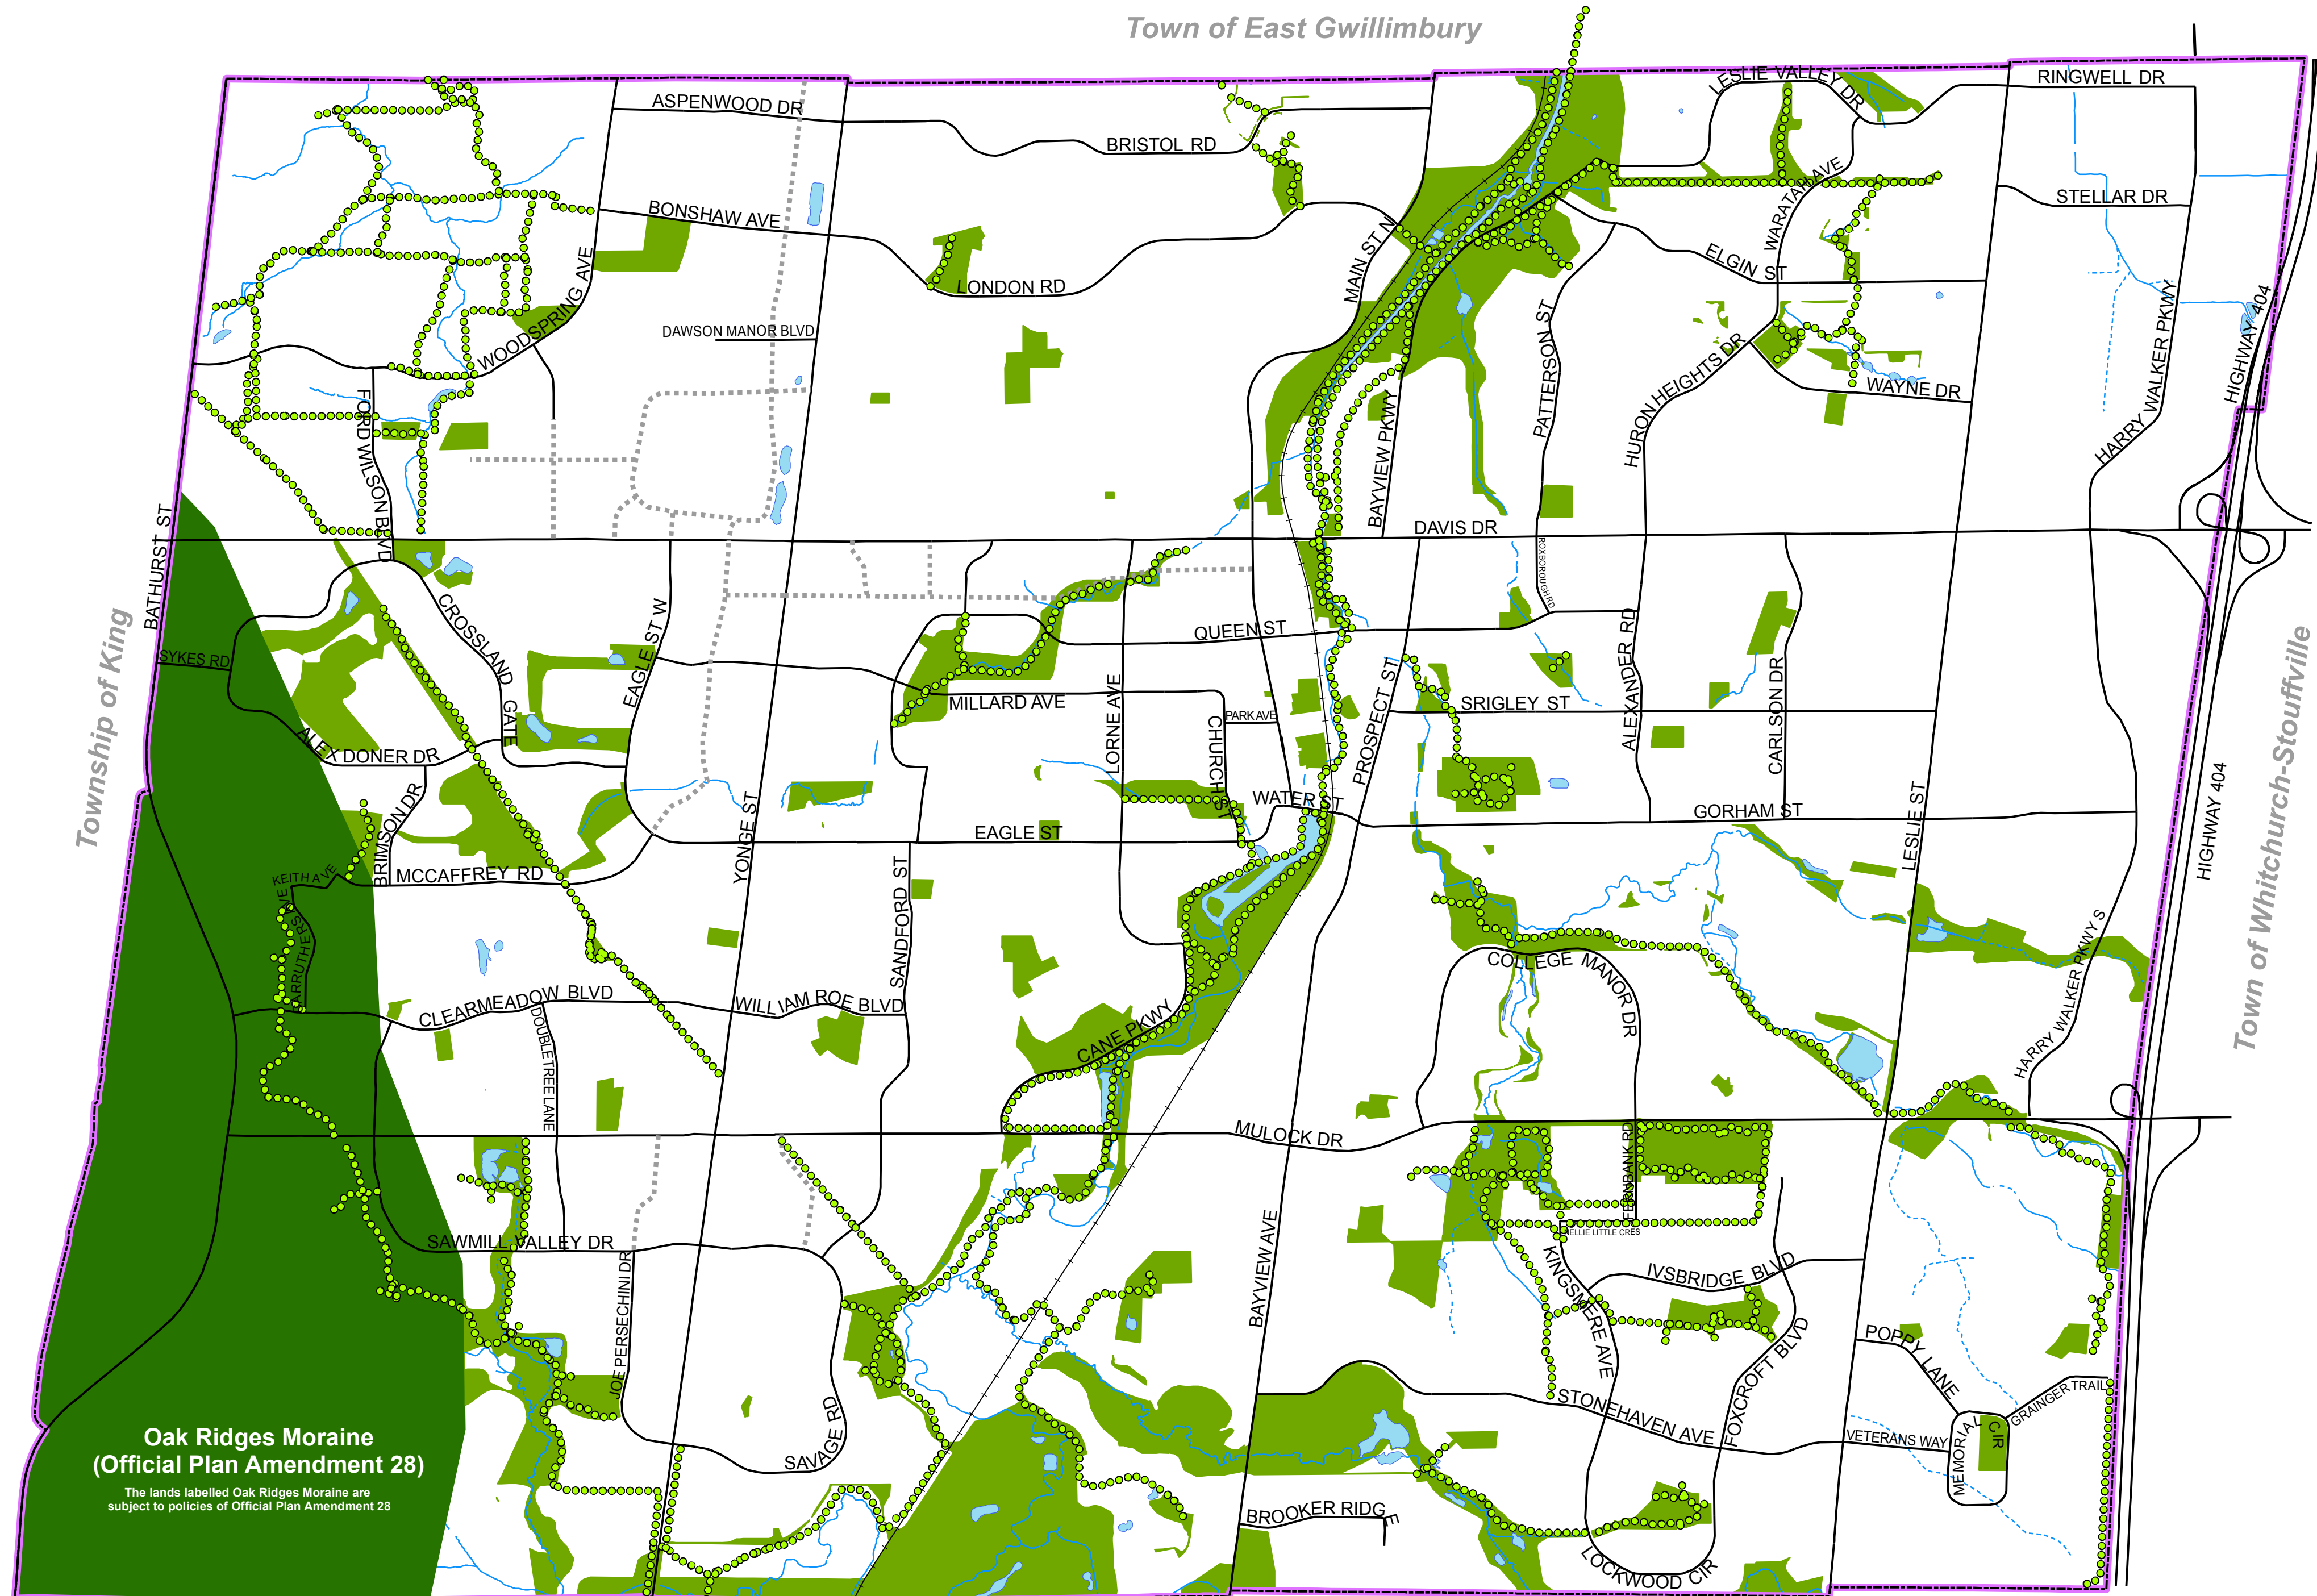 Town of East Gwillimbury
LESLIE VALLEY DR
RINGWELL DR
ASPENWOOD DR
BRISTOL RD
STELLAR DR
WARATAH AVE
BONSHAW AVE
MAIN ST N
ELGIN ST
WOODSPRING AVE
LONDON RD
DAWSON MANOR BLVD
PATTERSON ST
HARRY WALKER PKWY
HIGHWAY 404
HURON HEIGHTS DR
WAYNE DR
FORD WILSON BLVD
BAYVIEW PKWY
BATHURST ST
DAVIS DR
ROXBOROUGH RD
Township of King
CROSSLAND GATE
EAGLE ST W
QUEEN ST
ALEXANDER RD
SYKES RD
PROSPECT ST
CARLSON DR
Town of Whitchurch-Stouffville
MILLARD AVE
LORNE AVE
CHURCH ST
PARK AVE
SRIGLEY ST
ALEX DONER DR
BRIMSON DR
YONGE ST
WATER ST
GORHAM ST
LESLIE ST
HIGHWAY 404
EAGLE ST
KEITH AVE
MCCAFFREY RD
SANDFORD ST
CARRUTHERS AVE
COLLEGE MANOR DR
HARRY WALKER PKWY S
CLEARMEADOW BLVD
WILLIAM ROE BLVD
DOUBLETREE LANE
CANE PKWY
MULOCK DR
FERNBANK RD
NELLIE LITTLE CRES
SAWMILL VALLEY DR
JOE PERSECHINI DR
BAYVIEW AVE
KINGSMERE AVE
IVSBRIDGE BLVD
POPPY LANE
FOXCROFT BLVD
GRAINGER TRAIL
STONEHAVEN AVE
SAVAGE RD
VETERANS WAY
MEMORIAL CIR
Oak Ridges Moraine
(Official Plan Amendment 28)
The lands labelled Oak Ridges Moraine are
subject to policies of Official Plan Amendment 28
BROOKER RIDGE
LOCKWOOD CIR